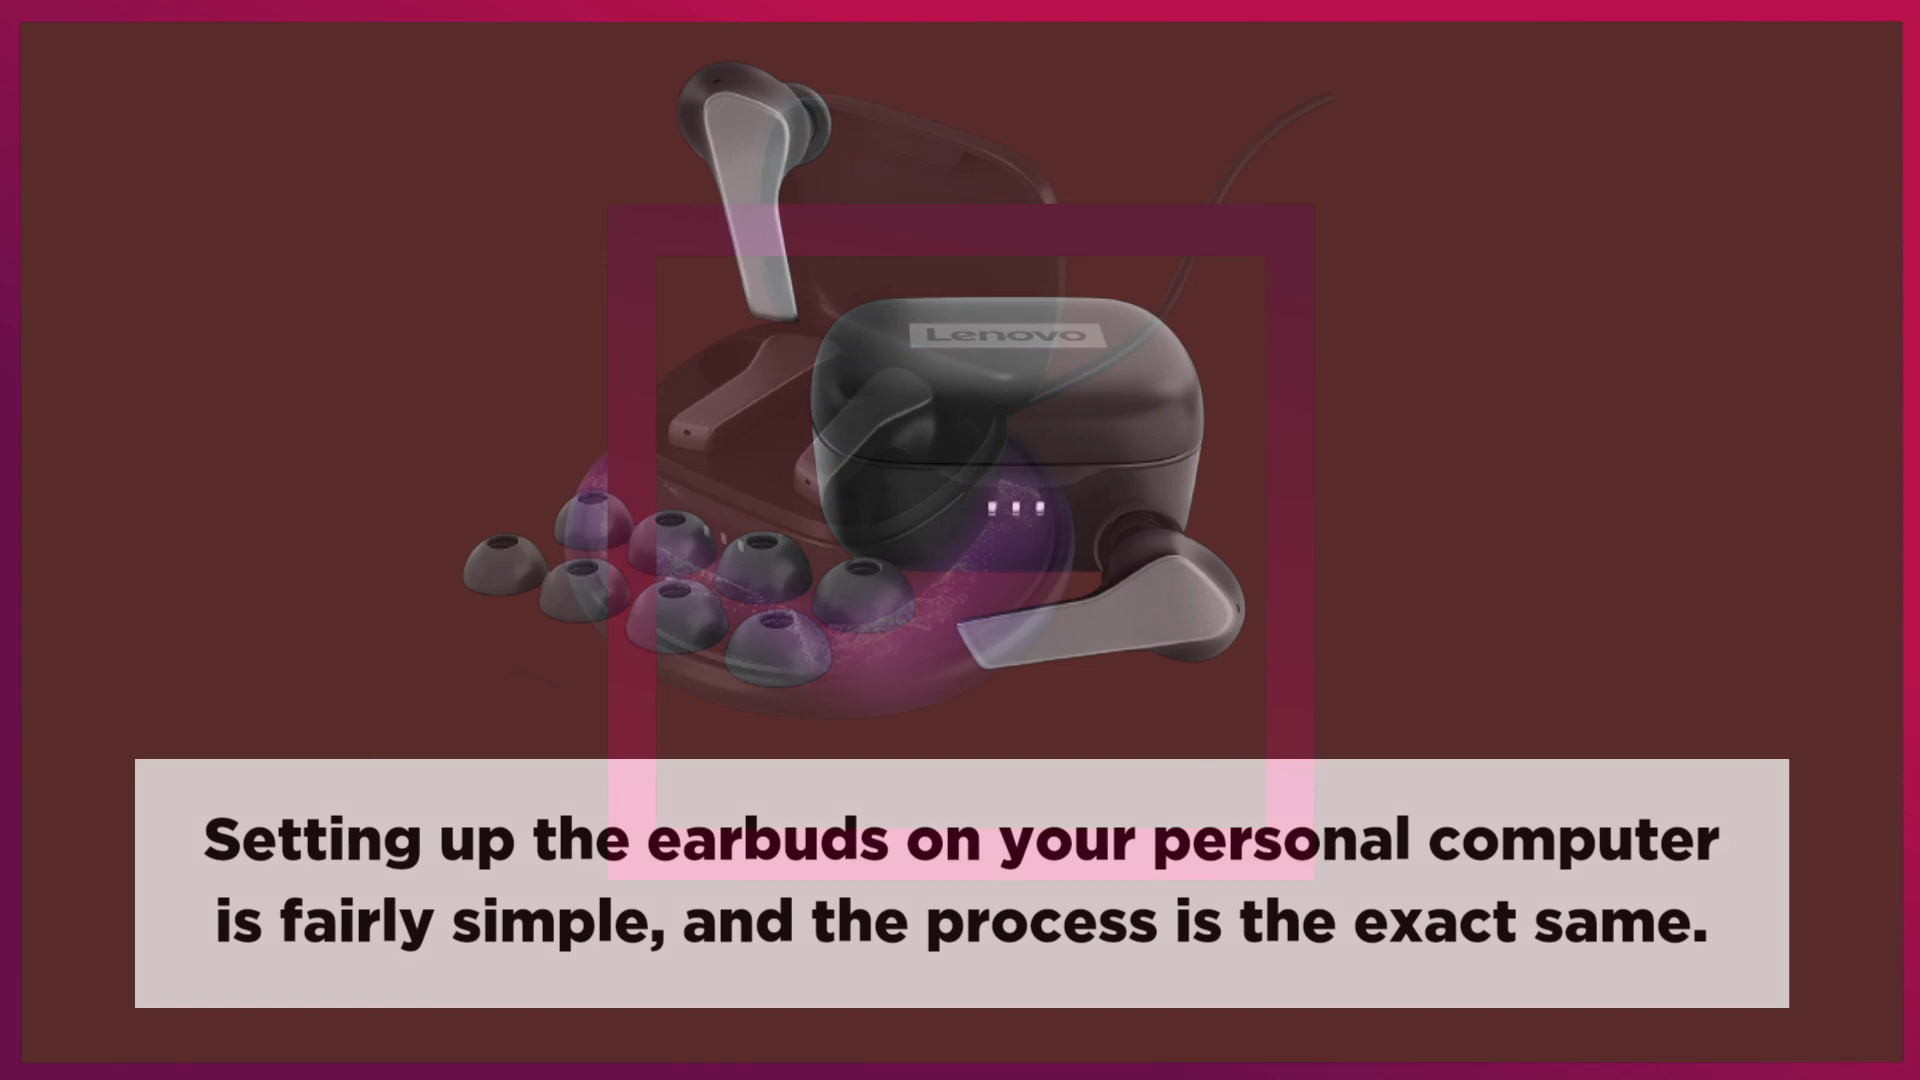 Lenovo
Setting up the earbuds on your personal computer
is fairly simple, and the process is the exact same.